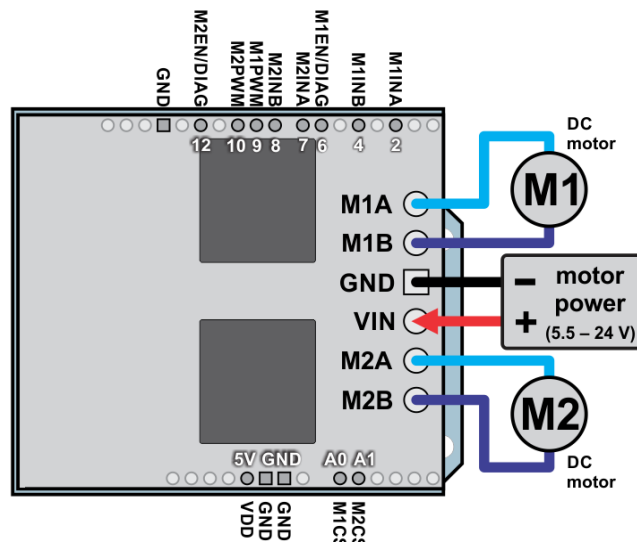 GND
M2EN/DIAG
M2PWM
M1PWM
M2INB
M2INA
M1EN/DIAG
M1INB
M1INA
12 10 9 8 7 6 4 2
DC
motor
M1
M1A
M1B
GND
VIN
M2A
M2B
motor
power
(5.5 – 24 V)
M2
DC
motor
5V GND A0 A1
VDD
GND
GND
M1CS
M2CS